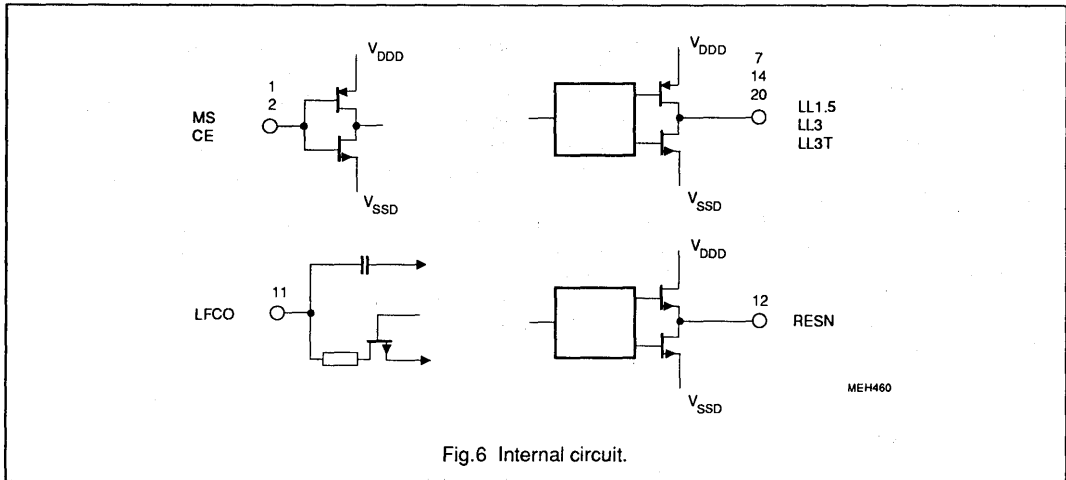 V_DDD
1
2
MS
CE
V_SSD
V_DDD
7
14
20
LL1.5
LL3
LL3T
V_SSD
11
LFCO
V_DDD
12
RESN
V_SSD
MEH460
Fig.6 Internal circuit.